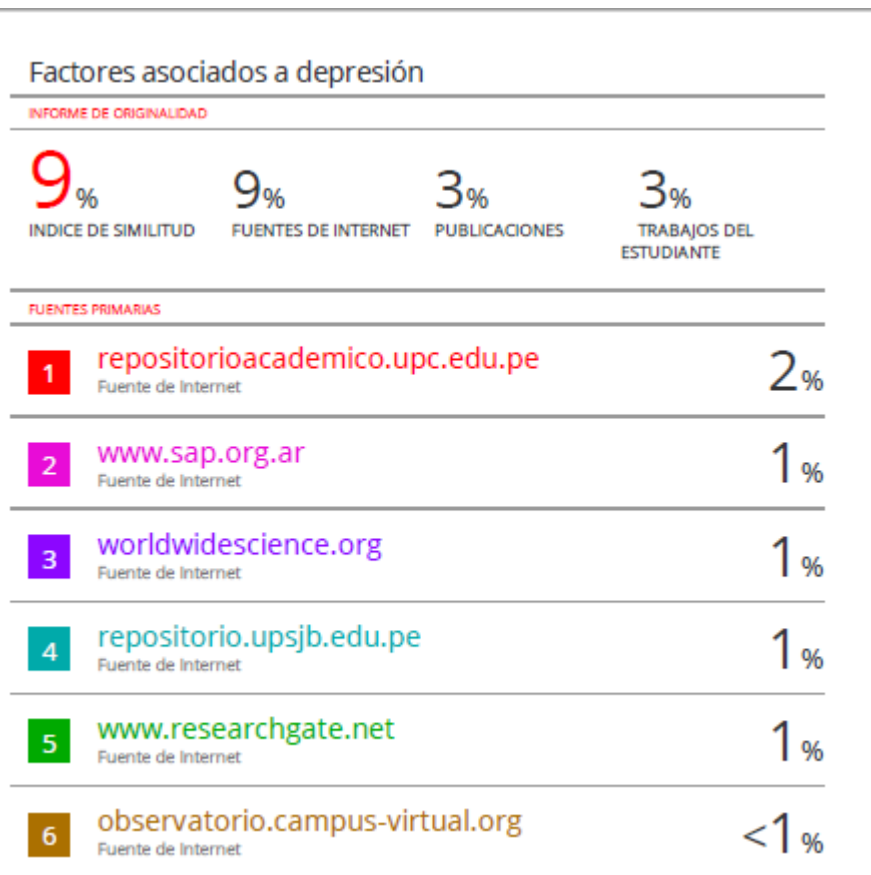 Factores asociados a depresión
INFORME DE ORIGINALIDAD
9%
9%
3%
3%
INDICE DE SIMILITUD
FUENTES DE INTERNET
PUBLICACIONES
TRABAJOS DEL
ESTUDIANTE
FUENTES PRIMARIAS
1
repositorioacademico.upc.edu.pe
Fuente de Internet
2%
2
www.sap.org.ar
Fuente de Internet
1%
3
worldwidescience.org
Fuente de Internet
1%
4
repositorio.upsjb.edu.pe
Fuente de Internet
1%
5
www.researchgate.net
Fuente de Internet
1%
6
observatorio.campus-virtual.org
Fuente de Internet
<1%